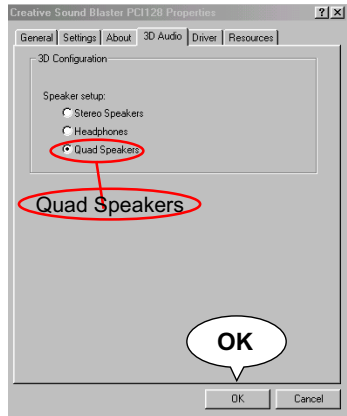 Creative Sound Blaster PCI128 Properties
General Settings About 3D Audio Driver Resources
3D Configuration
Speaker setup:
Stereo Speakers
Headphones
Quad Speakers
Quad Speakers
OK
OK Cancel